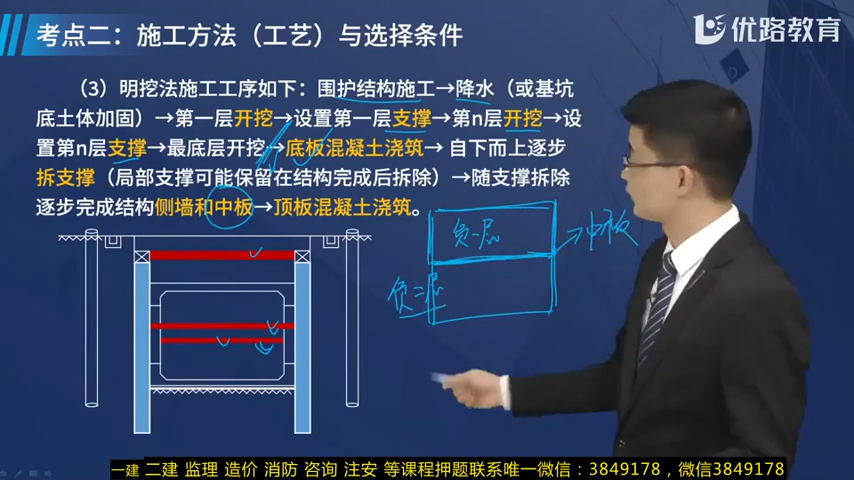 考点二：施工方法（工艺）与选择条件
优路教育
（3）明挖法施工工序如下：围护结构施工→降水（或基坑
底土体加固）→第一层开挖→设置第一层支撑→第n层开挖→设
置第n层支撑→最底层开挖→底板混凝土浇筑→ 自下而上逐步
拆支撑（局部支撑可能保留在结构完成后拆除）→随支撑拆除
逐步完成结构侧墙和中板→顶板混凝土浇筑。
负一层
中板
负二层
一建 二建 监理 造价 消防 咨询 注安 等课程押题联系唯一微信：3849178，微信3849178